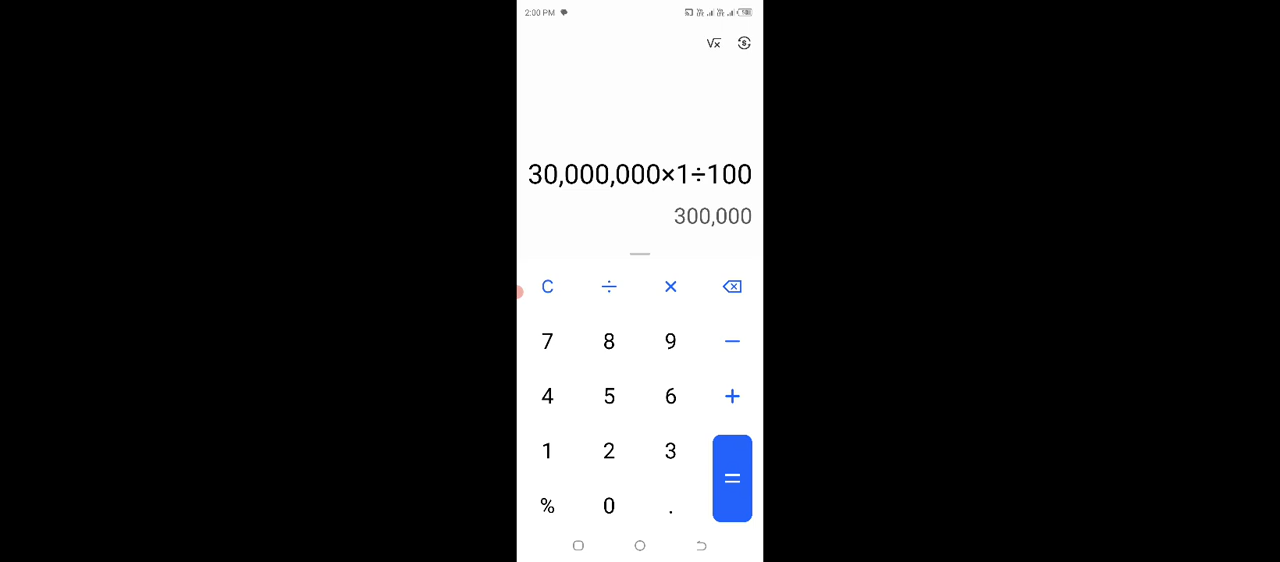 2:00 PM
√x $
30,000,000×1÷100
300,000
C ÷ ×
7 8 9 −
4 5 6 +
1 2 3 =
% 0 .